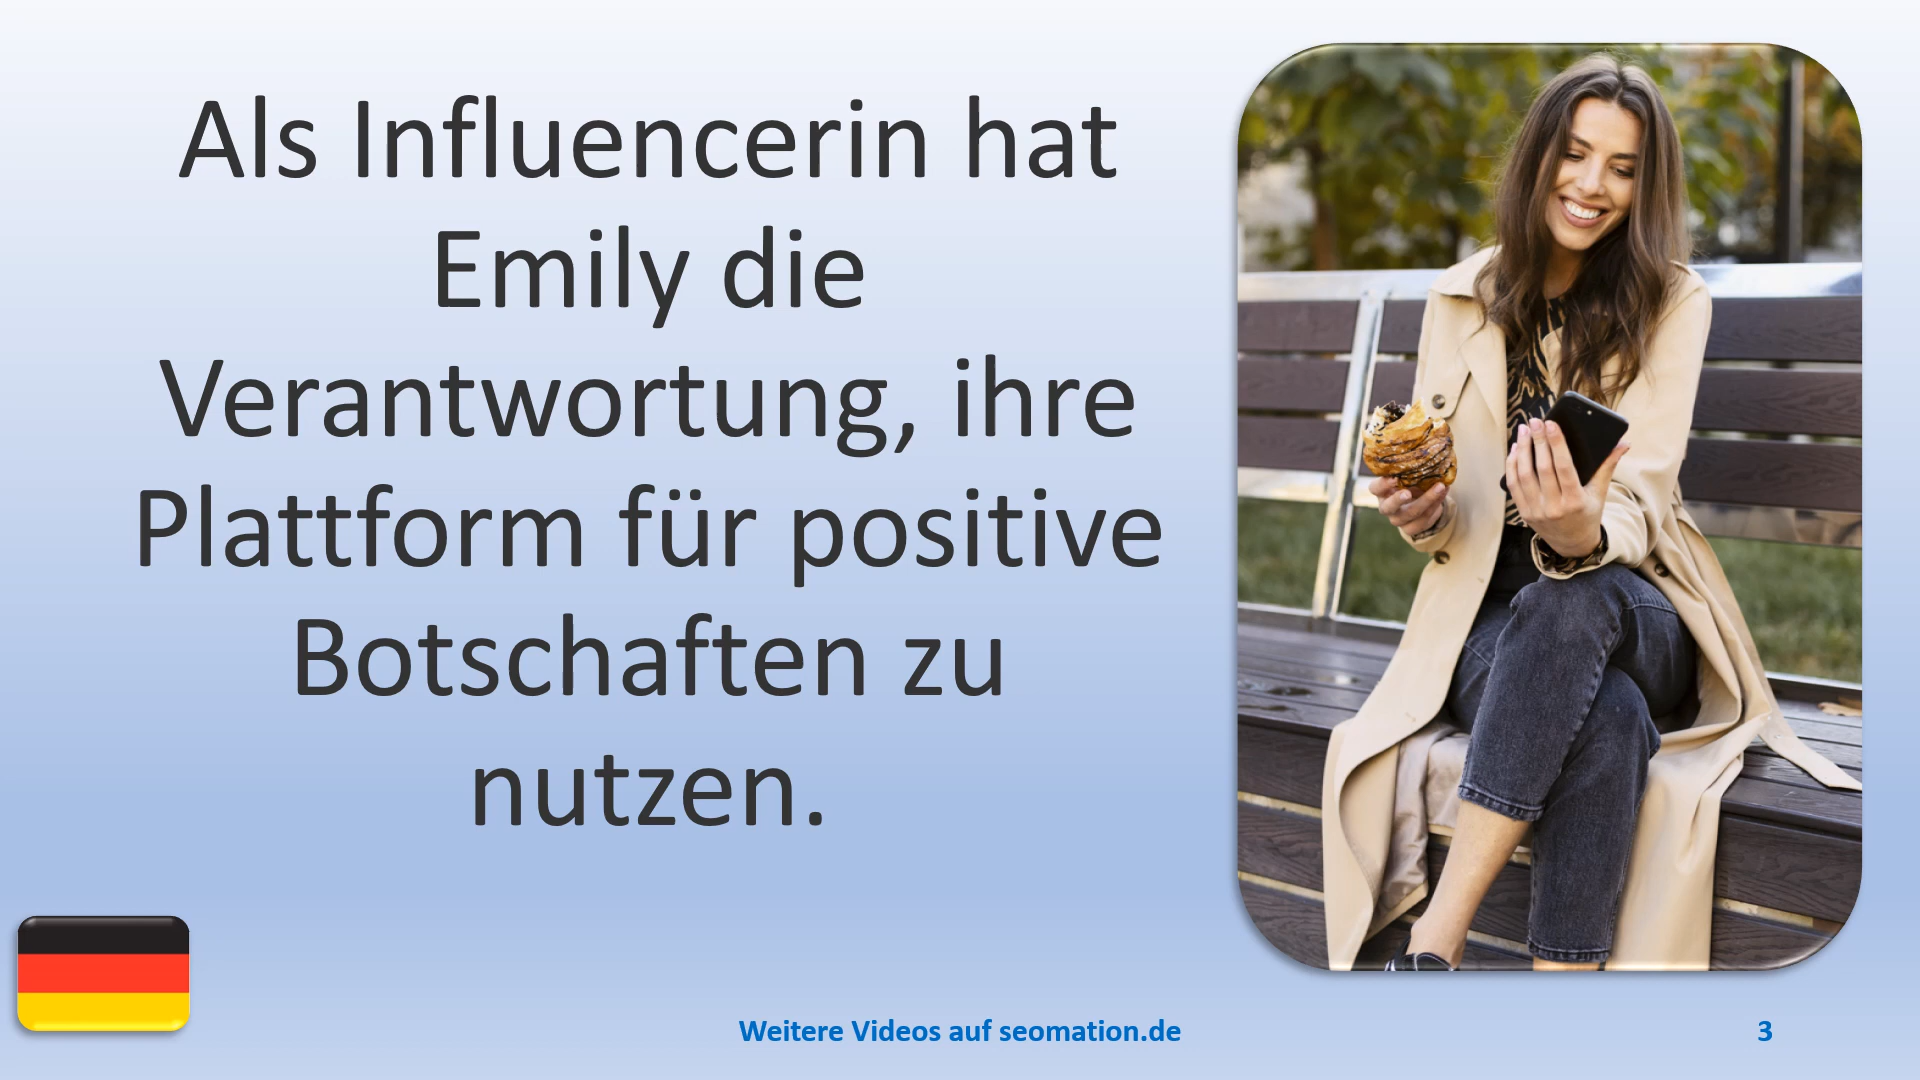 Als Influencerin hat
Emily die
Verantwortung, ihre
Plattform für positive
Botschaften zu
nutzen.
Weitere Videos auf seomation.de
3